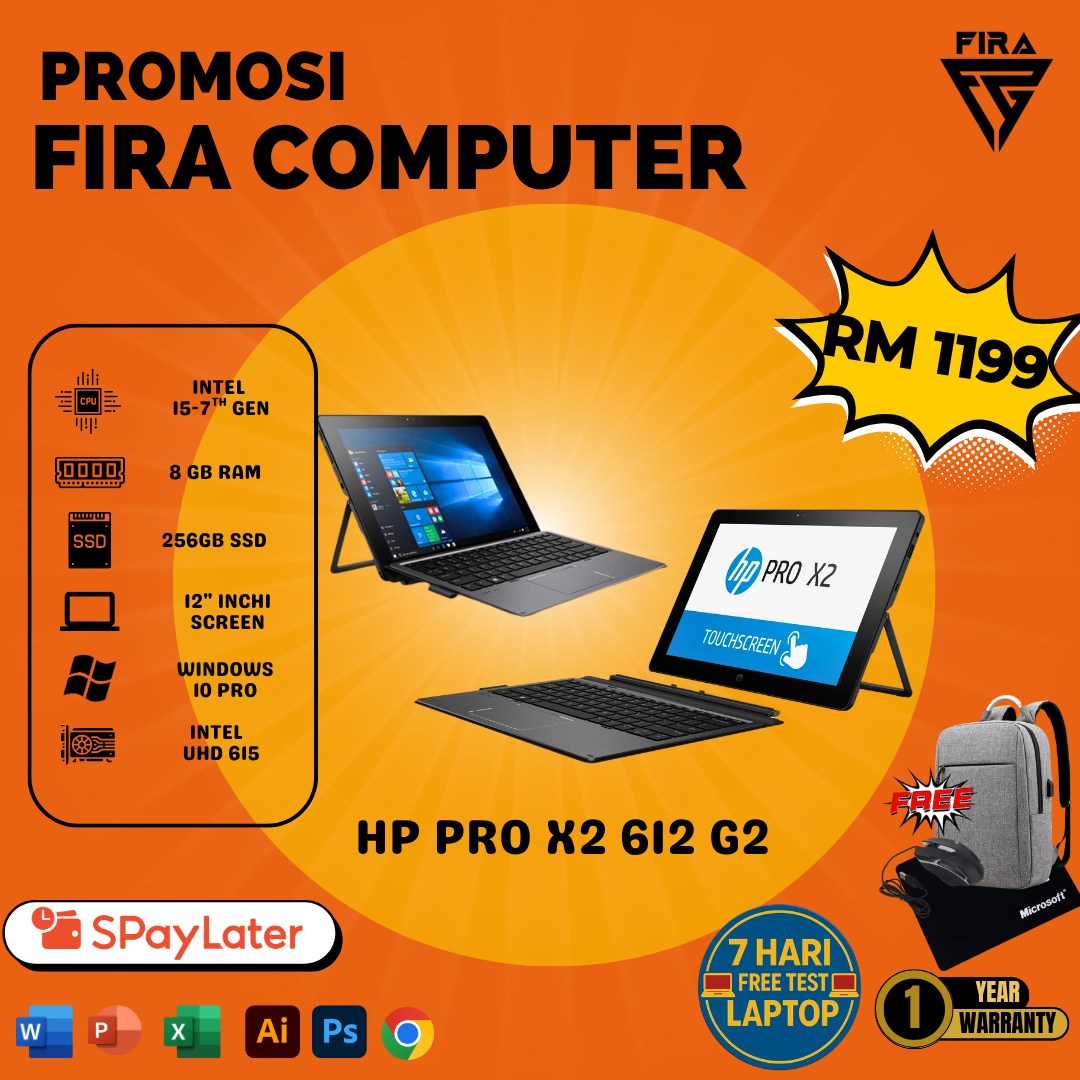 PROMOSI
FIRA COMPUTER
FIRA
RM 1199
CPU
INTEL
I5-7TH GEN
8 GB RAM
SSD
256GB SSD
12" INCHI
SCREEN
WINDOWS
10 PRO
INTEL
UHD 615
hp PRO X2
TOUCHSCREEN
HP PRO X2 612 G2
FREE
Microsoft
SPayLater
7 HARI
FREE TEST
LAPTOP
1
YEAR
WARRANTY
W
P
X
Ai
Ps